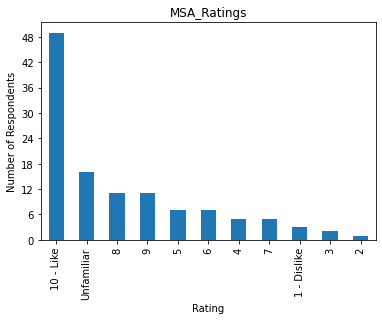 MSA_Ratings
Number of Respondents
48
42
36
30
24
18
12
6
0
10 - Like
Unfamiliar
8
9
5
6
4
7
1 - Dislike
3
2
Rating